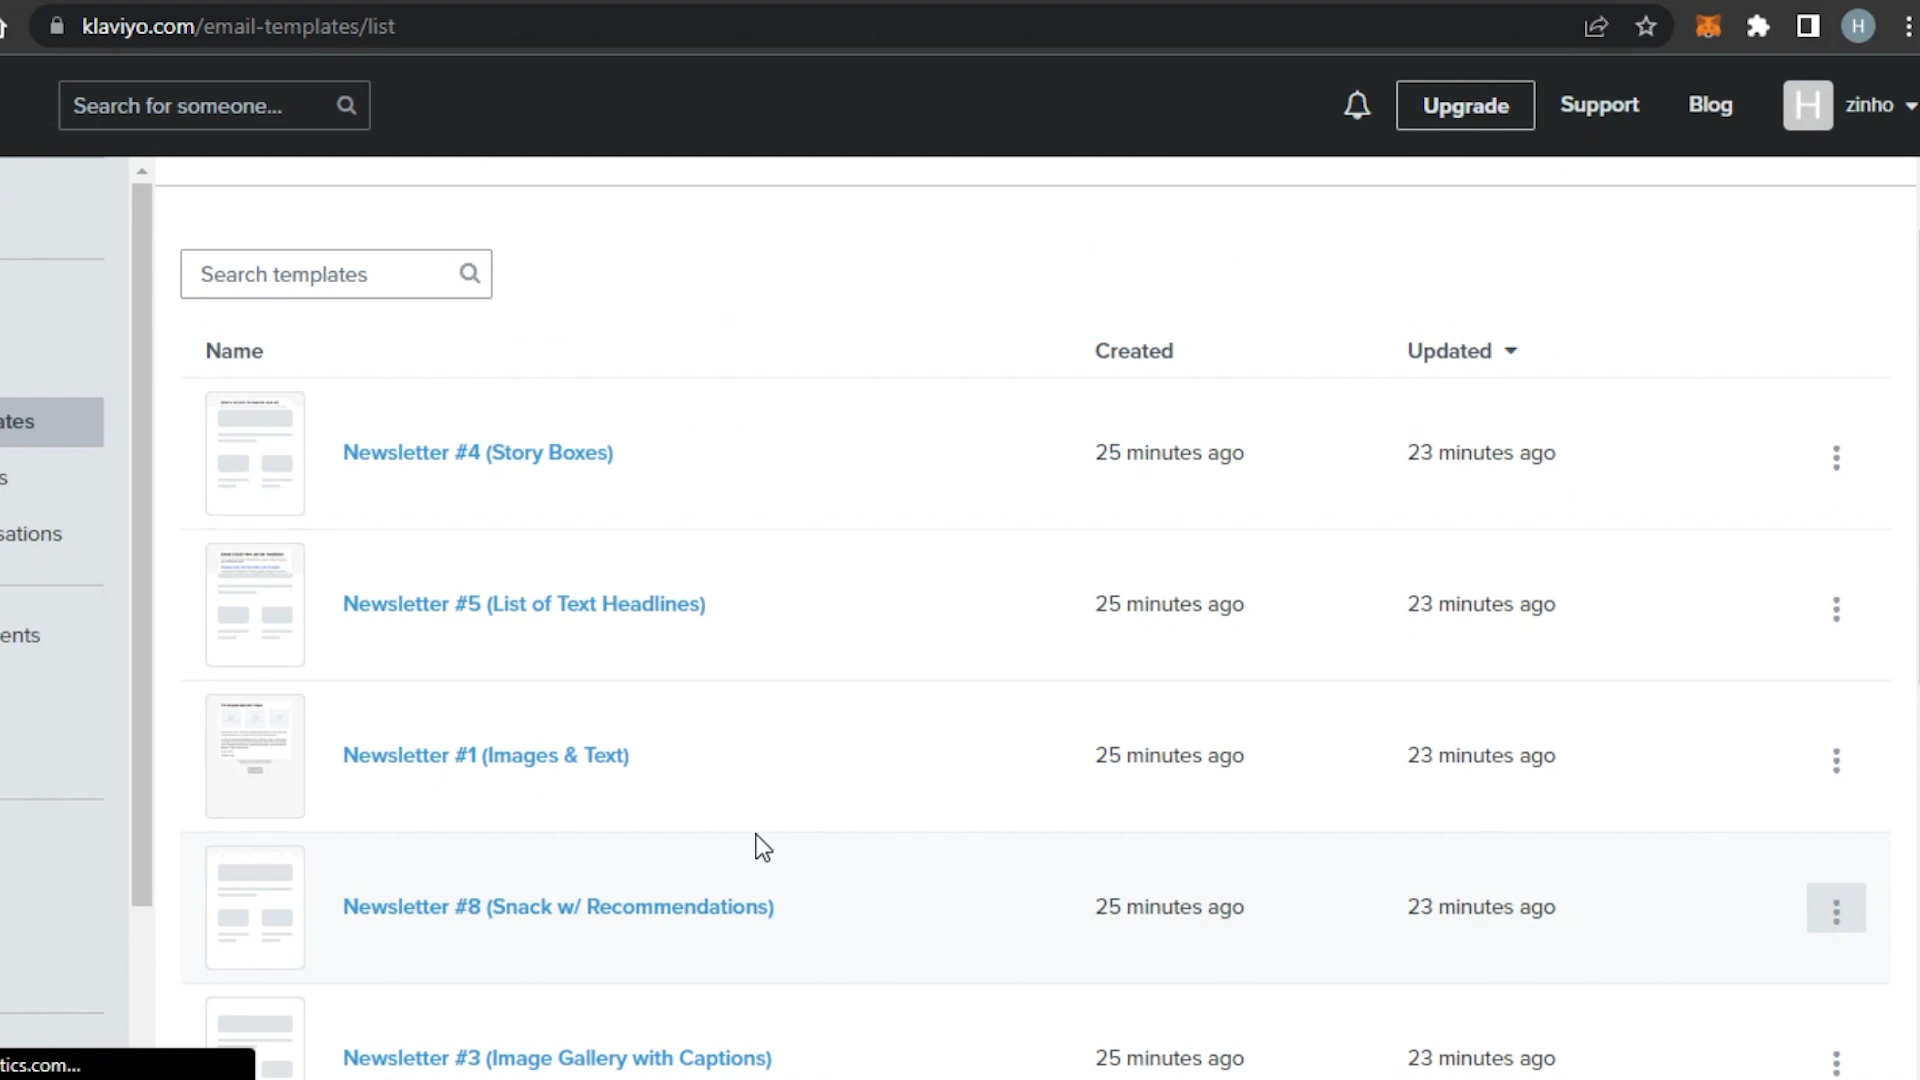 klaviyo.com/email-templates/list
H
Search for someone...
Upgrade
Support
Blog
H
zinho
Search templates
Name
Created
Updated
Newsletter #4 (Story Boxes)
25 minutes ago
23 minutes ago
ates
s
Newsletter #5 (List of Text Headlines)
25 minutes ago
23 minutes ago
sations
ents
Newsletter #1 (Images & Text)
25 minutes ago
23 minutes ago
Newsletter #8 (Snack w/ Recommendations)
25 minutes ago
23 minutes ago
Newsletter #3 (Image Gallery with Captions)
25 minutes ago
23 minutes ago
tics.com...